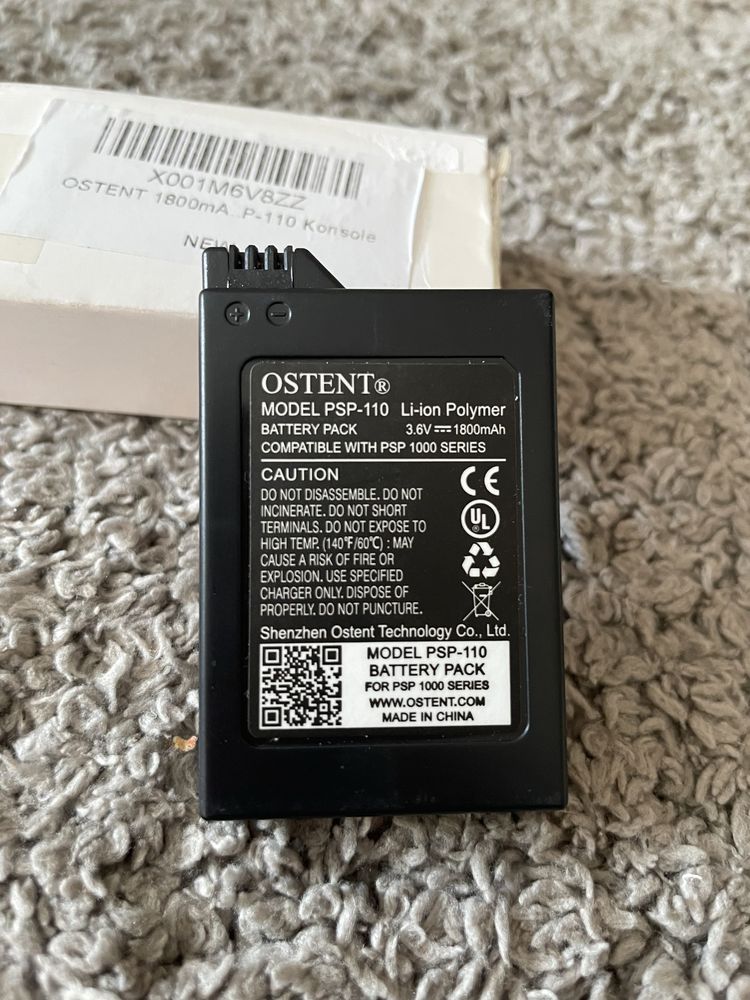 X001M6V8ZZ
OSTENT 1800mA...P-110 Konsole
NEW
OSTENT®
MODEL PSP-110 Li-ion Polymer
BATTERY PACK 3.6V⎓1800mAh
COMPATIBLE WITH PSP 1000 SERIES
CAUTION
DO NOT DISASSEMBLE. DO NOT
INCINERATE. DO NOT SHORT
TERMINALS. DO NOT EXPOSE TO
HIGH TEMP. (140℉/60℃) : MAY
CAUSE A RISK OF FIRE OR
EXPLOSION. USE SPECIFIED
CHARGER ONLY. DISPOSE OF
PROPERLY. DO NOT PUNCTURE.
CE
UL
Shenzhen Ostent Technology Co., Ltd.
MODEL PSP-110
BATTERY PACK
FOR PSP 1000 SERIES
WWW.OSTENT.COM
MADE IN CHINA